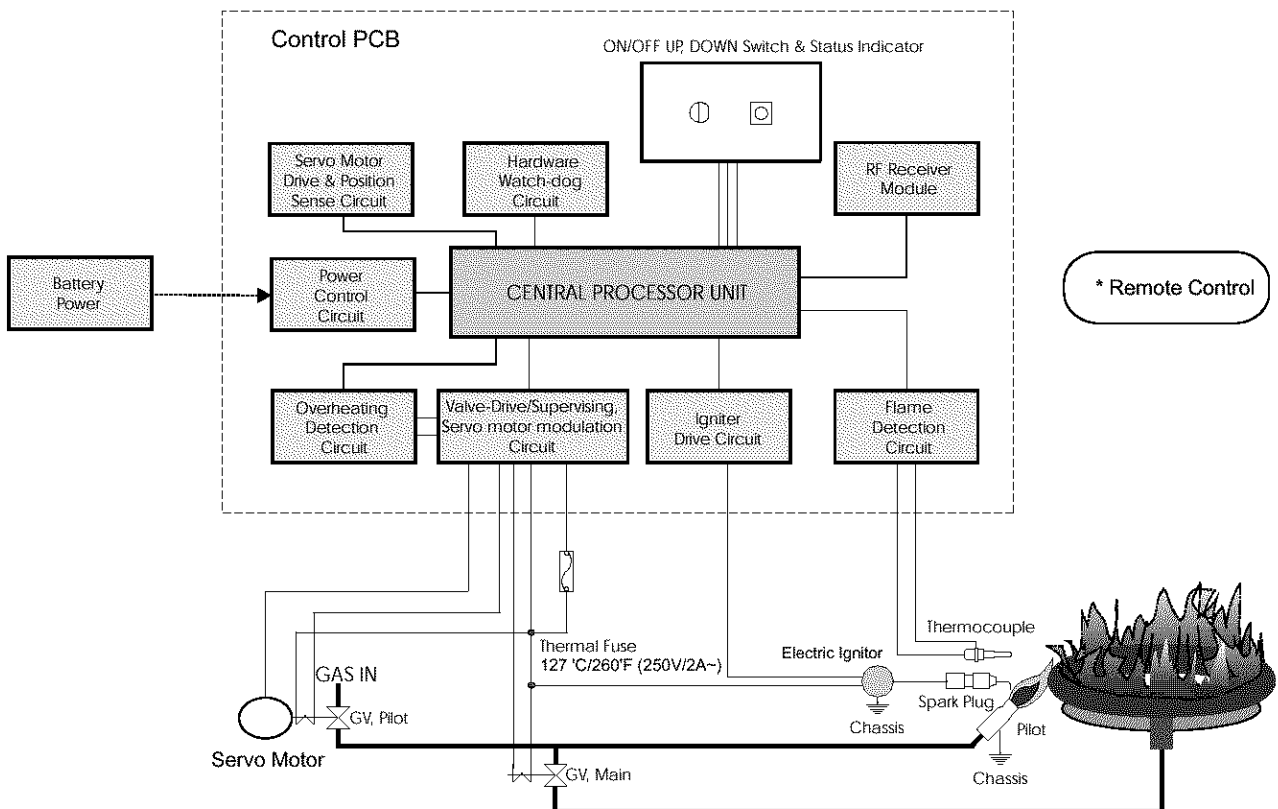 Control PCB
ON/OFF UP, DOWN Switch & Status Indicator
Servo Motor
Drive & Position
Sense Circuit
Hardware
Watch-dog
Circuit
RF Receiver
Module
Battery
Power
Power
Control
Circuit
CENTRAL PROCESSOR UNIT
* Remote Control
Overheating
Detection
Circuit
Valve-Drive/Supervising,
Servo motor modulation
Circuit
Igniter
Drive Circuit
Flame
Detection
Circuit
Thermal Fuse
127 'C/260'F (250V/2A~)
Thermocouple
Electric Ignitor
GAS IN
GV, Pilot
Servo Motor
Chassis
Spark Plug
Pilot
GV, Main
Chassis